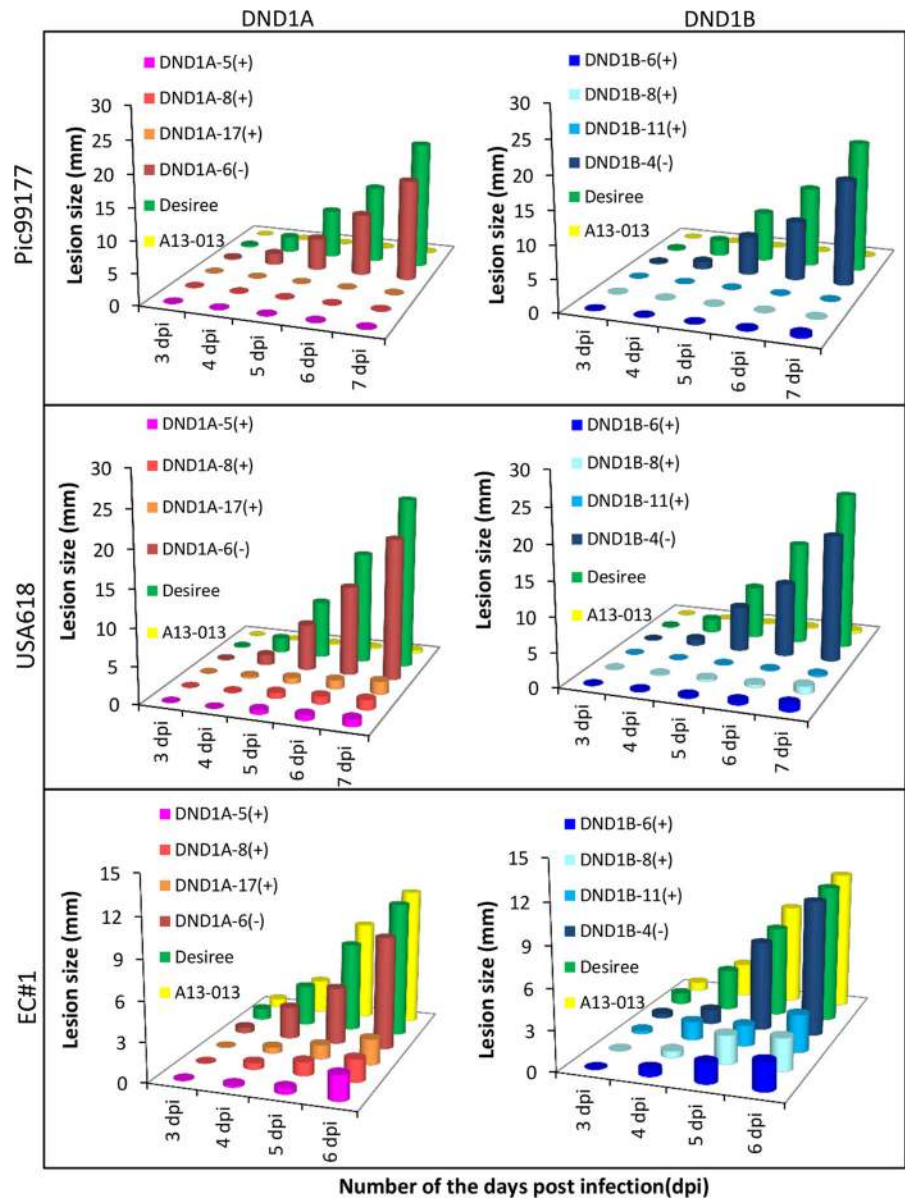 DND1A
DND1B
Pic99177
Lesion size (mm)
30
25
20
15
10
5
0
DND1A-5(+)
DND1A-8(+)
DND1A-17(+)
DND1A-6(-)
Desiree
A13-013
3 dpi
4 dpi
5 dpi
6 dpi
7 dpi
Lesion size (mm)
30
25
20
15
10
5
0
DND1B-6(+)
DND1B-8(+)
DND1B-11(+)
DND1B-4(-)
Desiree
A13-013
3 dpi
4 dpi
5 dpi
6 dpi
7 dpi
USA618
Lesion size (mm)
30
25
20
15
10
5
0
DND1A-5(+)
DND1A-8(+)
DND1A-17(+)
DND1A-6(-)
Desiree
A13-013
3 dpi
4 dpi
5 dpi
6 dpi
7 dpi
Lesion size (mm)
30
25
20
15
10
5
0
DND1B-6(+)
DND1B-8(+)
DND1B-11(+)
DND1B-4(-)
Desiree
A13-013
3 dpi
4 dpi
5 dpi
6 dpi
7 dpi
EC#1
Lesion size (mm)
15
12
9
6
3
0
DND1A-5(+)
DND1A-8(+)
DND1A-17(+)
DND1A-6(-)
Desiree
A13-013
3 dpi
4 dpi
5 dpi
6 dpi
Lesion size (mm)
15
12
9
6
3
0
DND1B-6(+)
DND1B-8(+)
DND1B-11(+)
DND1B-4(-)
Desiree
A13-013
3 dpi
4 dpi
5 dpi
6 dpi
Number of the days post infection(dpi)